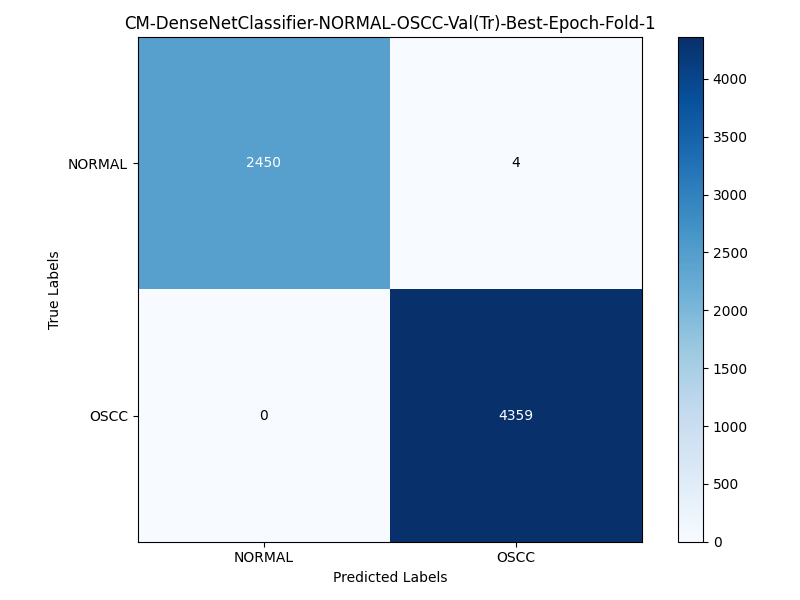 CM-DenseNetClassifier-NORMAL-OSCC-Val(Tr)-Best-Epoch-Fold-1
NORMAL
2450
4
OSCC
0
4359
True Labels
NORMAL
OSCC
Predicted Labels
4000
3500
3000
2500
2000
1500
1000
500
0